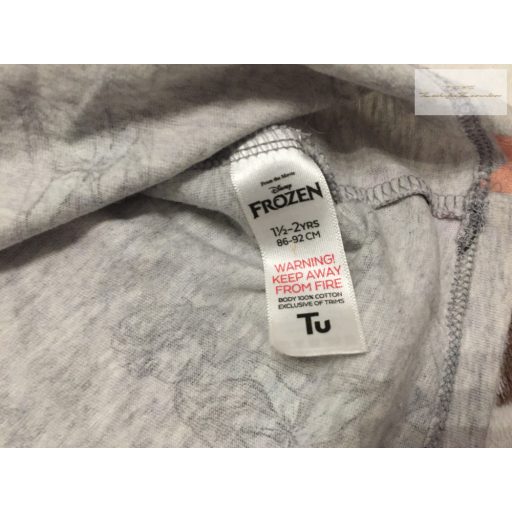 From the Movie
Disney
FROZEN
1½-2YRS
86-92 CM
WARNING!
KEEP AWAY
FROM FIRE
BODY 100% COTTON
EXCLUSIVE OF TRIMS
Tu